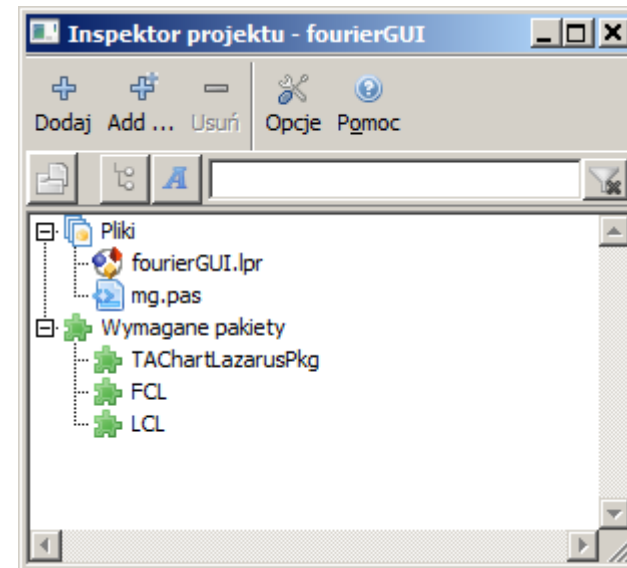 Inspektor projektu - fourierGUI
Dodaj Add ... Usuń Opcje Pomoc
A
Pliki
fourierGUI.lpr
mg.pas
Wymagane pakiety
TAChartLazarusPkg
FCL
LCL